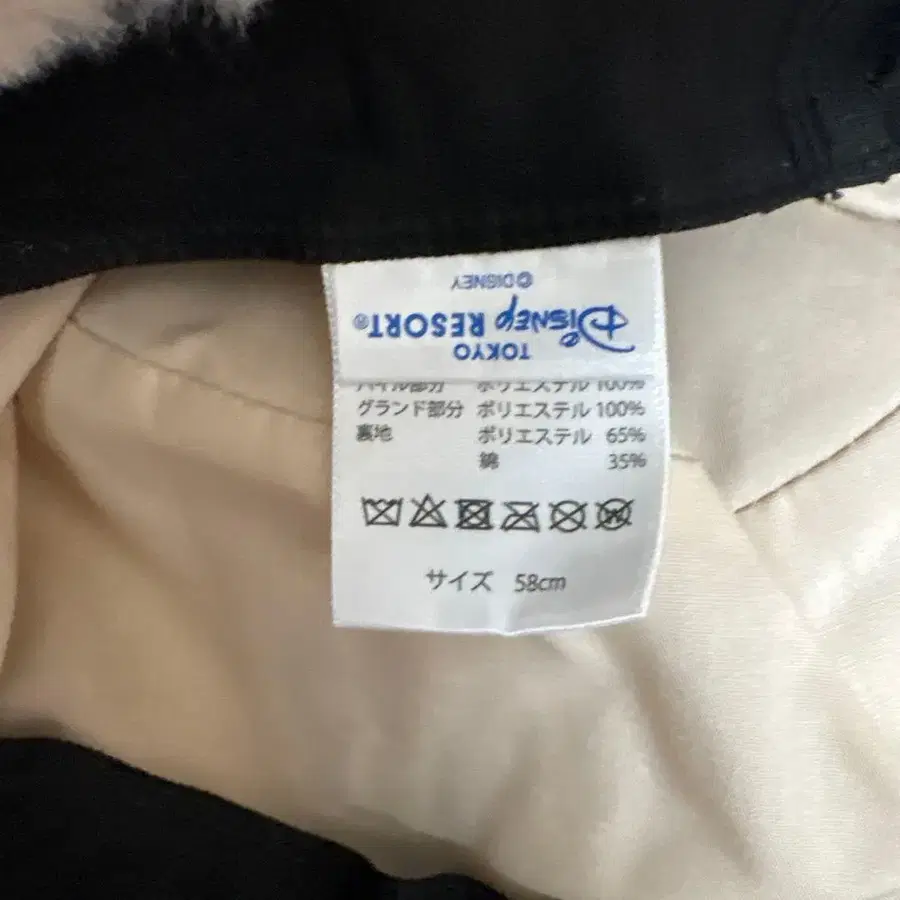 TOKYO
Disney RESORT®
© DISNEY
パイル部分 ポリエステル 100%
グランド部分 ポリエステル 100%
裏地 ポリエステル 65%
綿 35%
W
サイズ 58cm